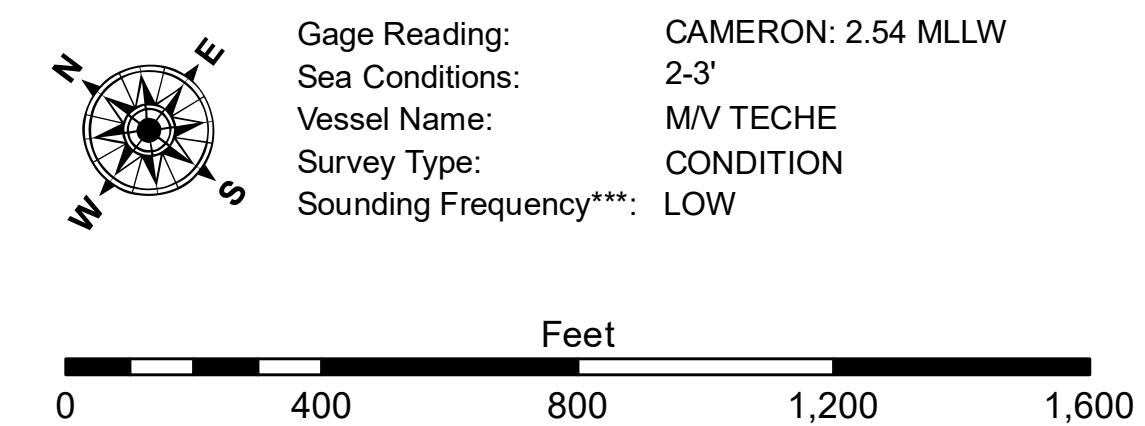 N
E
W
S
Gage Reading: CAMERON: 2.54 MLLW
Sea Conditions: 2-3'
Vessel Name: M/V TECHE
Survey Type: CONDITION
Sounding Frequency***: LOW
Feet
0 400 800 1,200 1,600